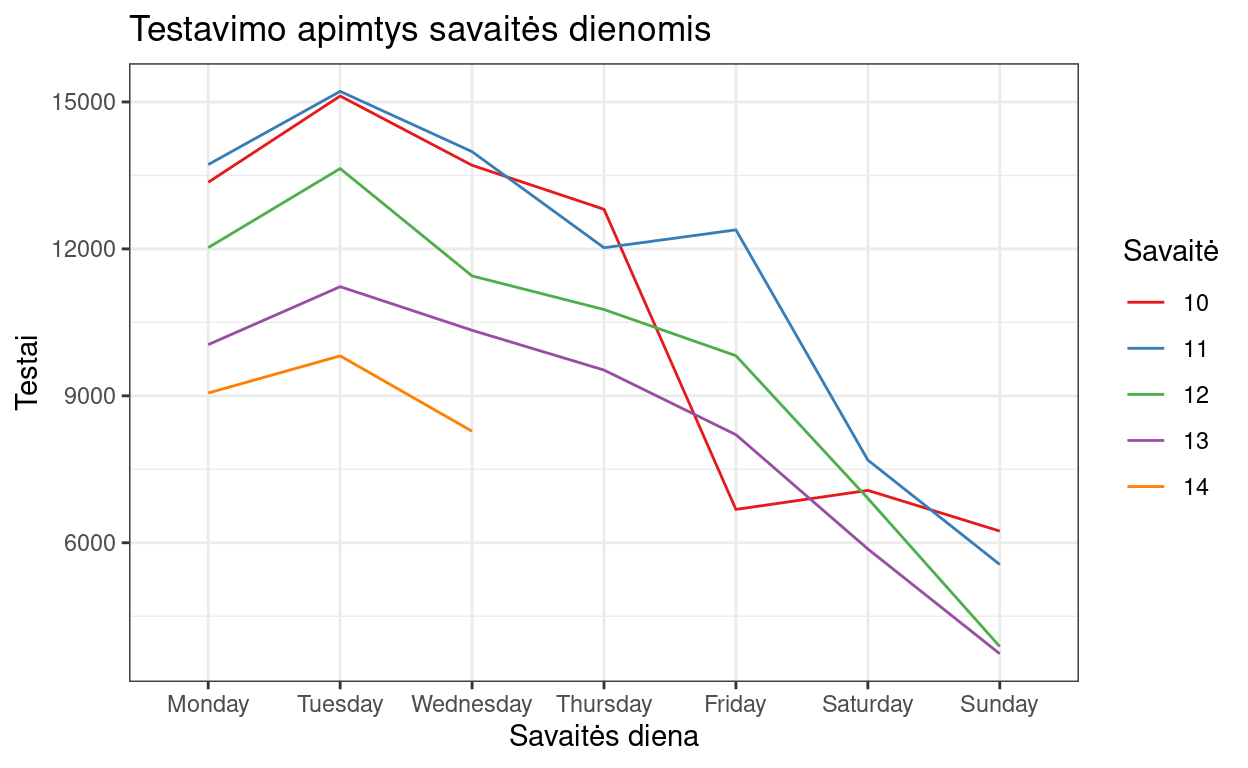 Testavimo apimtys savaitės dienomis
15000
12000
9000
6000
Testai
Monday Tuesday Wednesday Thursday Friday Saturday Sunday
Savaitės diena
Savaitė
10
11
12
13
14